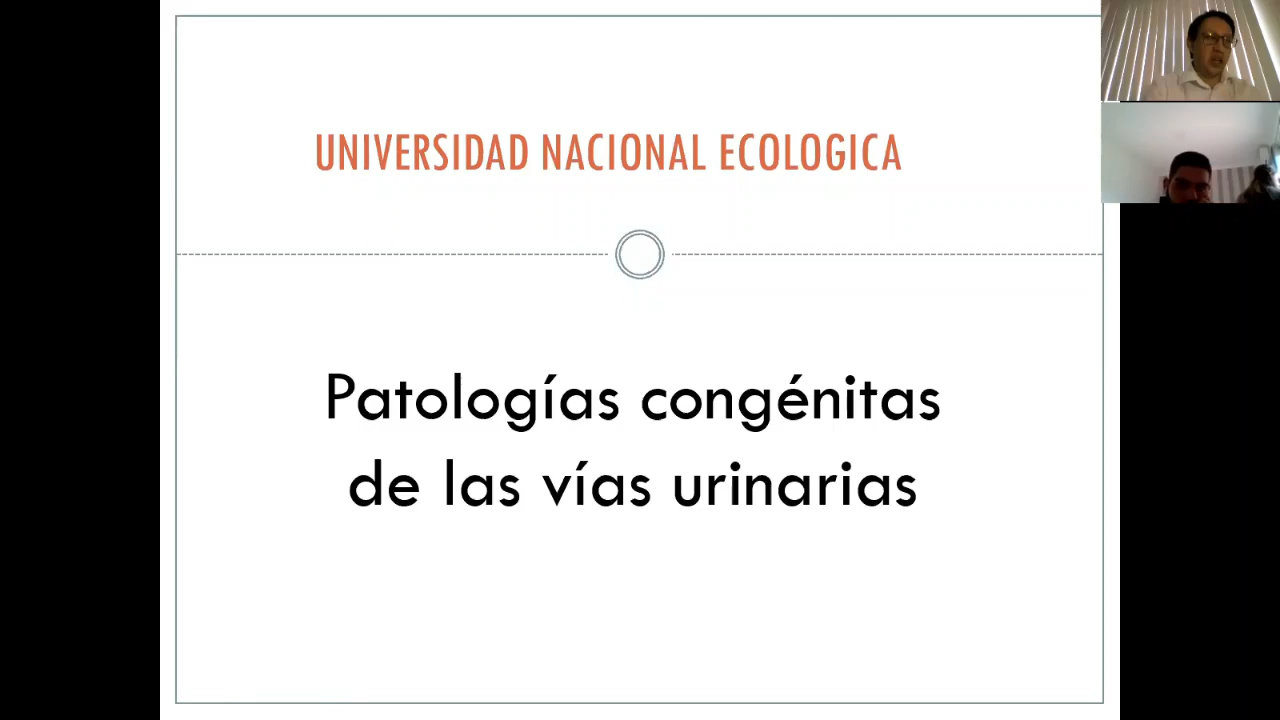 UNIVERSIDAD NACIONAL ECOLOGICA
Patologías congénitas
de las vías urinarias